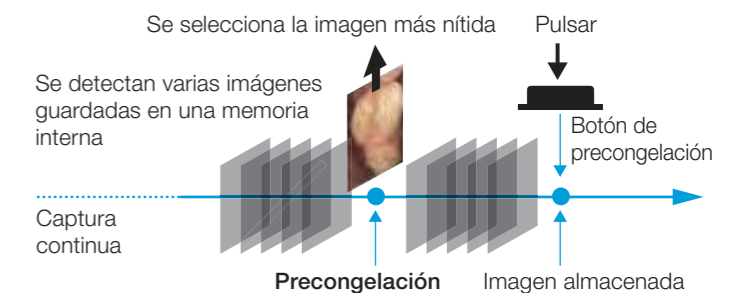 Se selecciona la imagen más nítida
Pulsar
Se detectan varias imágenes
guardadas en una memoria
interna
Botón de
precongelación
Captura
continua
Precongelación
Imagen almacenada